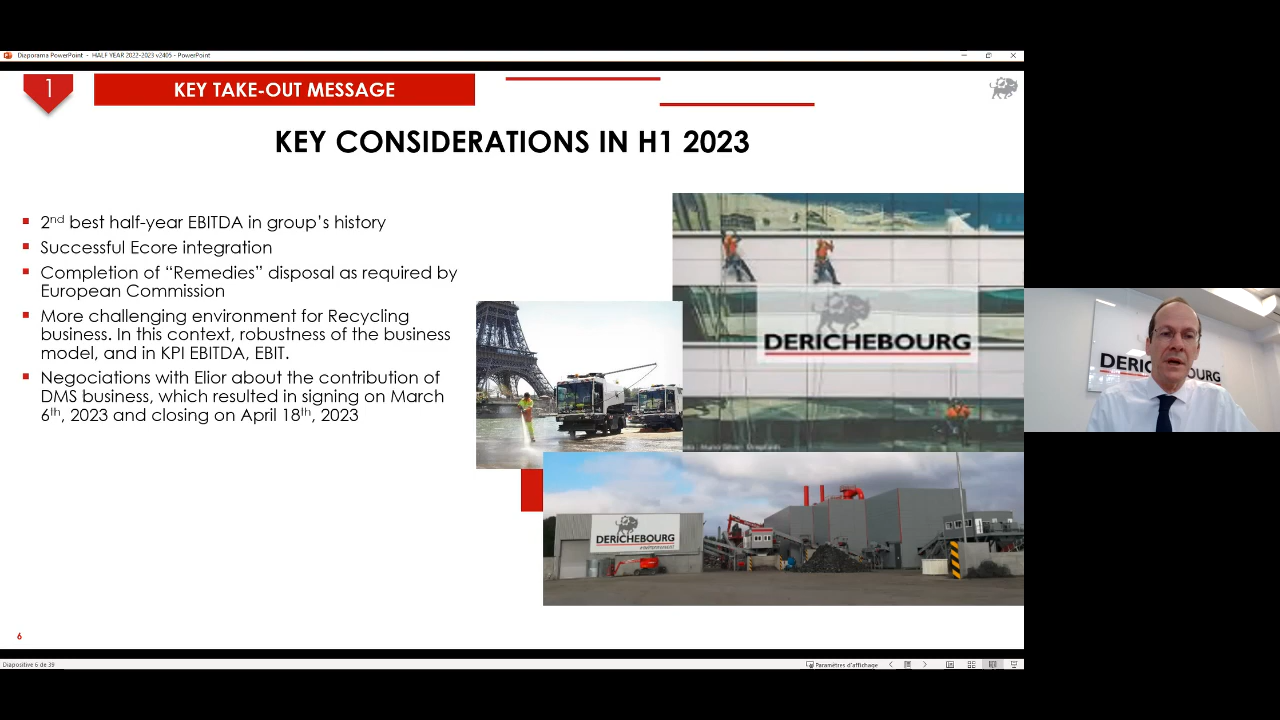 Diaporama PowerPoint - HALF YEAR 2022-2023 v2405 - PowerPoint
1
KEY TAKE-OUT MESSAGE
KEY CONSIDERATIONS IN H1 2023
2nd best half-year EBITDA in group's history
Successful Ecore integration
Completion of “Remedies” disposal as required by
European Commission
More challenging environment for Recycling
business. In this context, robustness of the business
model, and in KPI EBITDA, EBIT.
Negociations with Elior about the contribution of
DMS business, which resulted in signing on March
6th, 2023 and closing on April 18th, 2023
DERICHEBOURG
DERICHEBOURG
DERICHEBOURG
6
Diapositive 6 de 39
Paramètres d'affichage